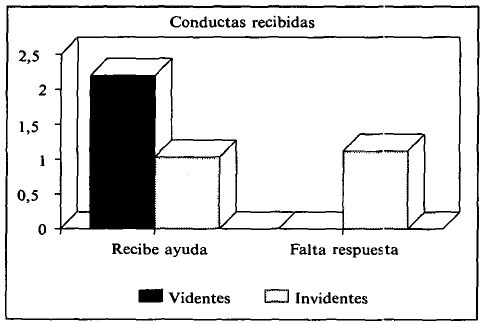 Conductas recibidas
2,5
2
1,5
1
0,5
0
Recibe ayuda
Falta respuesta
Videntes
Invidentes